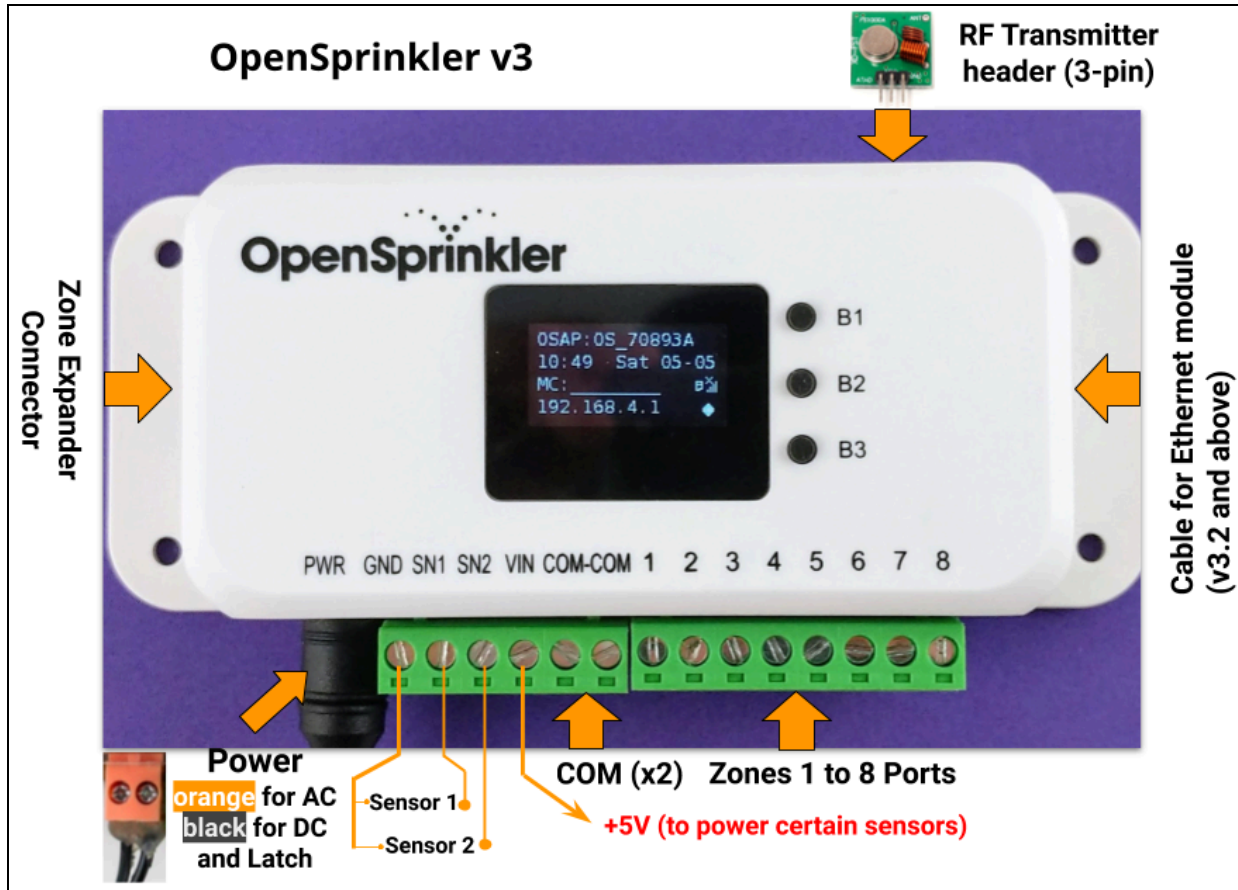 OpenSprinkler v3
RF Transmitter
header (3-pin)
OpenSprinkler
OSAP:OS_70893A
10:49 Sat 05-05
MC:________
192.168.4.1
B1
B2
B3
Zone Expander
Connector
Cable for Ethernet module
(v3.2 and above)
PWR GND SN1 SN2 VIN COM-COM 1 2 3 4 5 6 7 8
Power
orange for AC
black for DC
and Latch
Sensor 1
Sensor 2
COM (x2)
Zones 1 to 8 Ports
+5V (to power certain sensors)